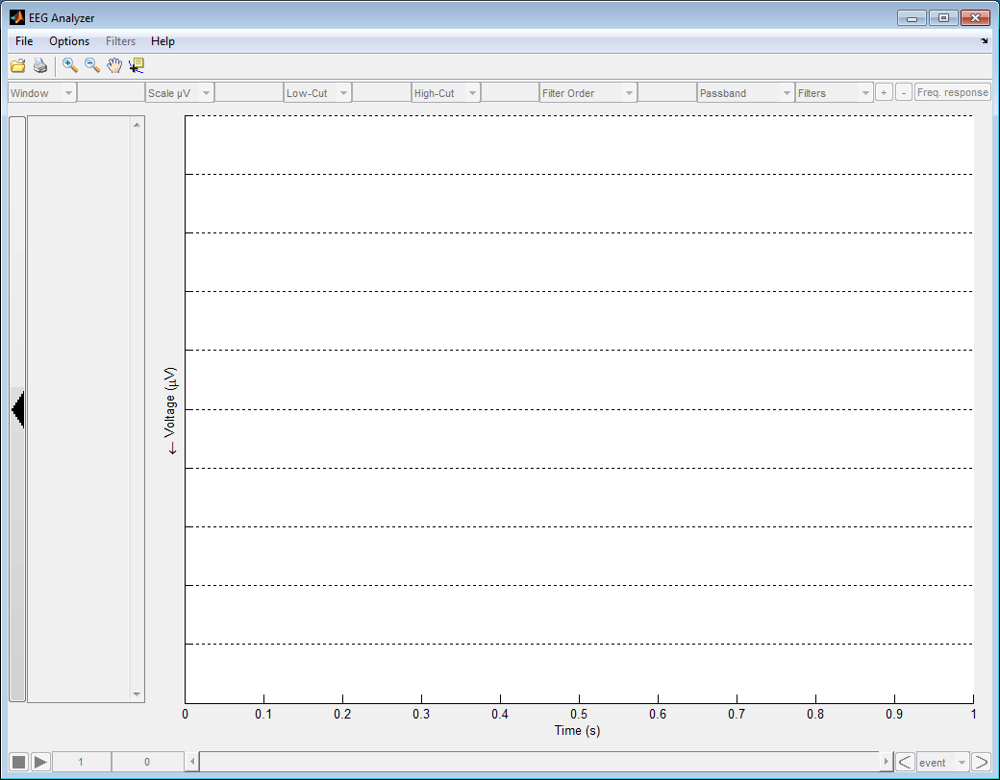 EEG Analyzer
File Options Filters Help
Window Scale µV Low-Cut High-Cut Filter Order Passband Filters + - Freq. response
← Voltage (µV)
0 0.1 0.2 0.3 0.4 0.5 0.6 0.7 0.8 0.9 1
Time (s)
1 0 < event >